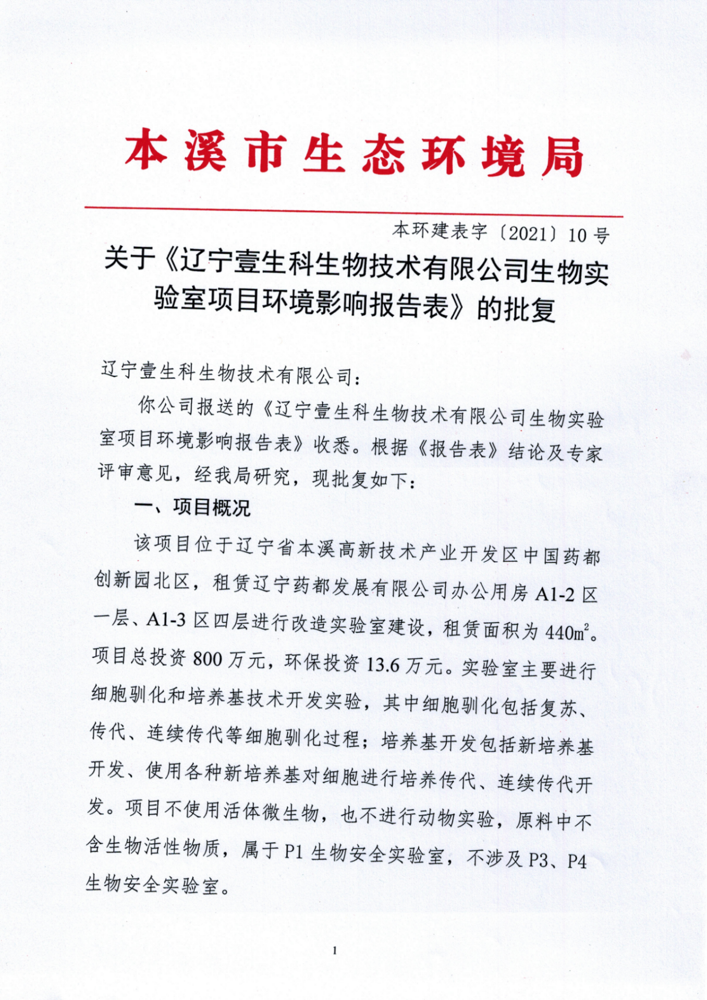 本溪市生态环境局
本环建表字〔2021〕10号
关于《辽宁壹生科生物技术有限公司生物实
验室项目环境影响报告表》的批复
辽宁壹生科生物技术有限公司：
你公司报送的《辽宁壹生科生物技术有限公司生物实验
室项目环境影响报告表》收悉。根据《报告表》结论及专家
评审意见，经我局研究，现批复如下：
一、项目概况
该项目位于辽宁省本溪高新技术产业开发区中国药都
创新园北区，租赁辽宁药都发展有限公司办公用房 A1-2 区
一层、A1-3 区四层进行改造实验室建设，租赁面积为 440m²。
项目总投资 800 万元，环保投资 13.6 万元。实验室主要进行
细胞驯化和培养基技术开发实验，其中细胞驯化包括复苏、
传代、连续传代等细胞驯化过程；培养基开发包括新培养基
开发、使用各种新培养基对细胞进行培养传代、连续传代开
发。项目不使用活体微生物，也不进行动物实验，原料中不
含生物活性物质，属于 P1 生物安全实验室，不涉及 P3、P4
生物安全实验室。
1